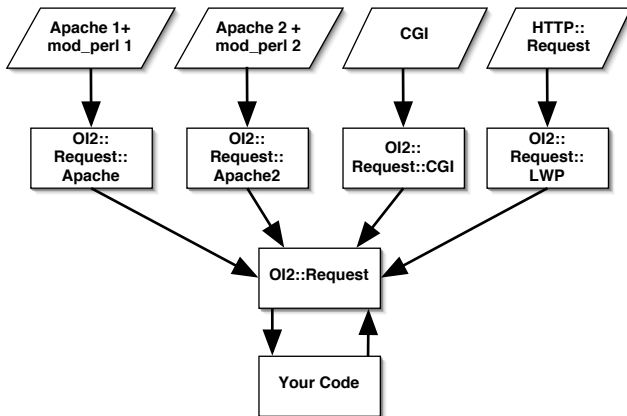 Apache 1+
mod_perl 1
Apache 2 +
mod_perl 2
CGI
HTTP::
Request
OI2::
Request::
Apache
OI2::
Request::
Apache2
OI2::
Request::CGI
OI2::
Request::
LWP
OI2::Request
Your Code